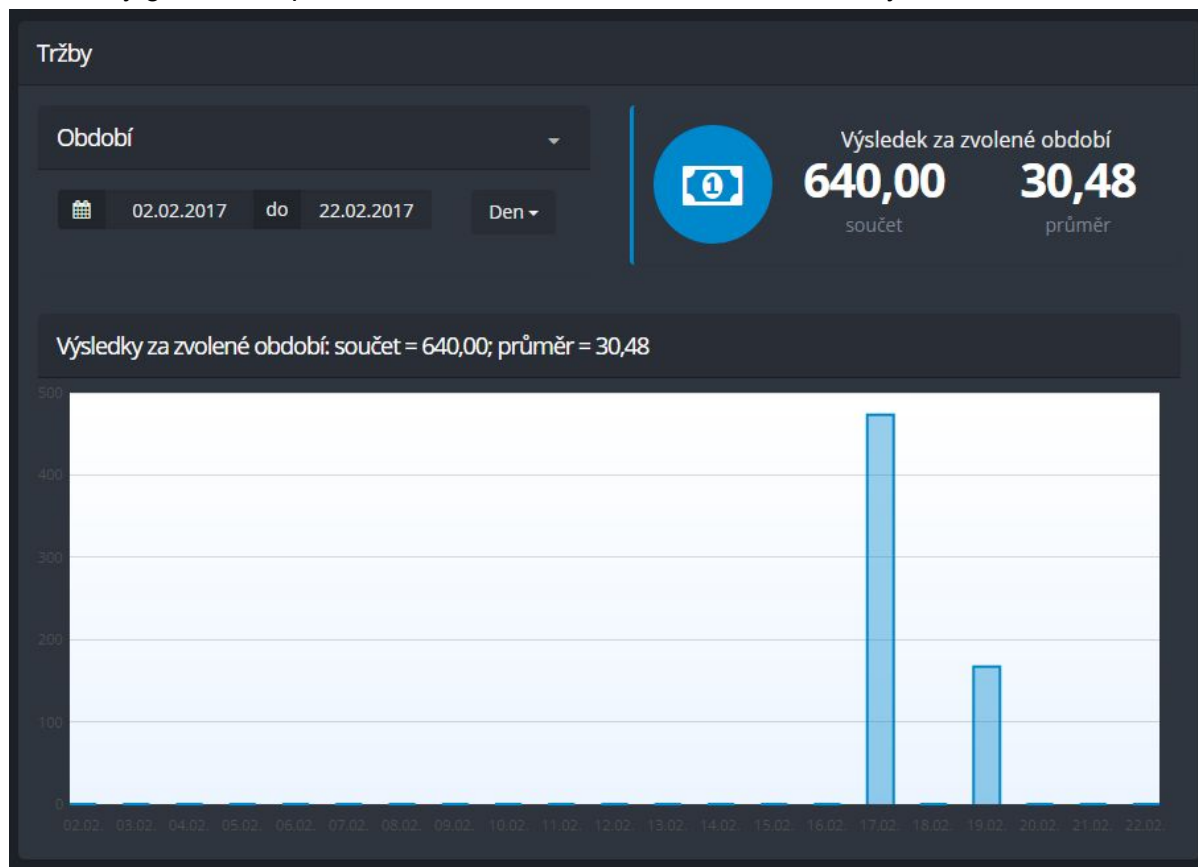 Tržby
Období
02.02.2017 do 22.02.2017 Den
Výsledek za zvolené období
640,00 30,48
součet průměr
Výsledky za zvolené období: součet = 640,00; průměr = 30,48
500
400
300
200
100
0
02.02. 03.02. 04.02. 05.02. 06.02. 07.02. 08.02. 09.02. 10.02. 11.02. 12.02. 13.02. 14.02. 15.02. 16.02. 17.02. 18.02. 19.02. 20.02. 21.02. 22.02.